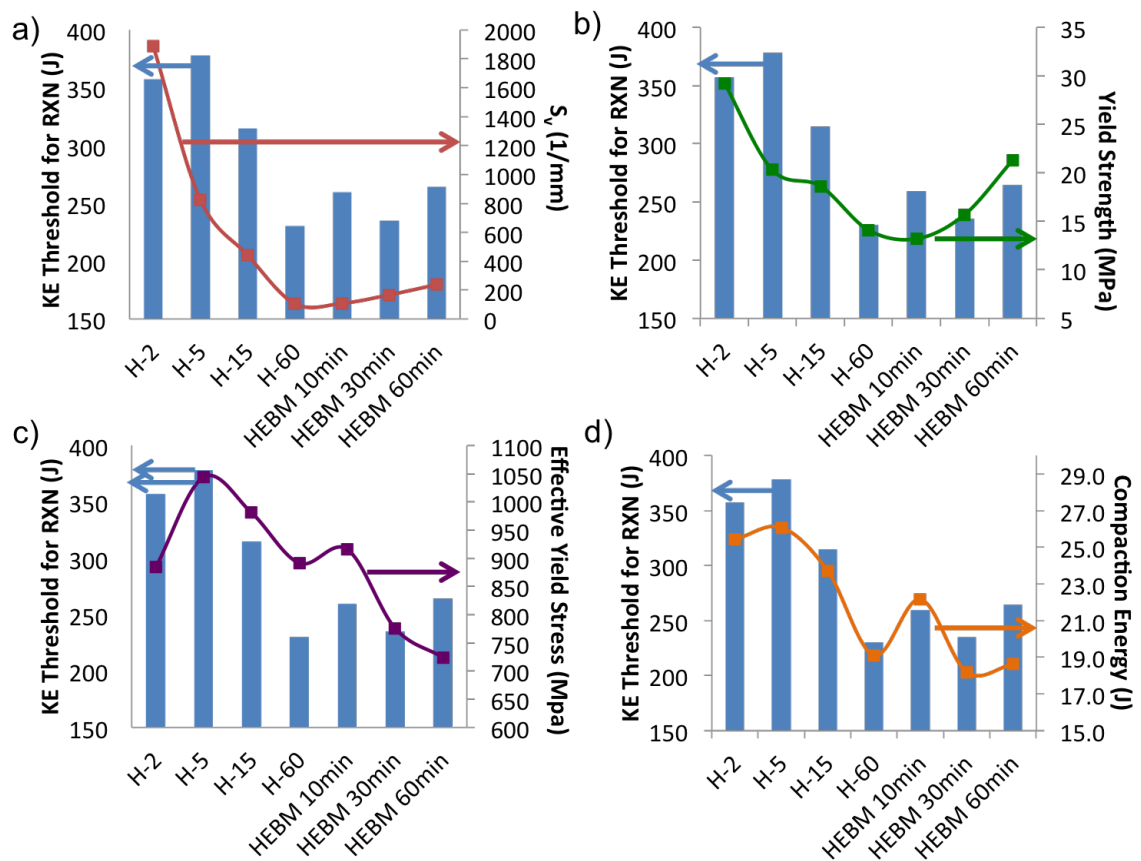 a)
KE Threshold for RXN (J)
400
350
300
250
200
150
2000
1800
1600
1400
1200
1000
800
600
400
200
0
Sᵥ (1/mm)
H-2
H-5
H-15
H-60
HEBM 10min
HEBM 30min
HEBM 60min
b)
KE Threshold for RXN (J)
400
350
300
250
200
150
35
30
25
20
15
10
5
Yield Strength (MPa)
H-2
H-5
H-15
H-60
HEBM 10min
HEBM 30min
HEBM 60min
c)
KE Threshold for RXN (J)
400
350
300
250
200
150
1100
1050
1000
950
900
850
800
750
700
650
600
Effective Yield Stress (Mpa)
H-2
H-5
H-15
H-60
HEBM 10min
HEBM 30min
HEBM 60min
d)
KE Threshold for RXN (J)
400
350
300
250
200
150
29.0
27.0
25.0
23.0
21.0
19.0
17.0
15.0
Compaction Energy (J)
H-2
H-5
H-15
H-60
HEBM 10min
HEBM 30min
HEBM 60min